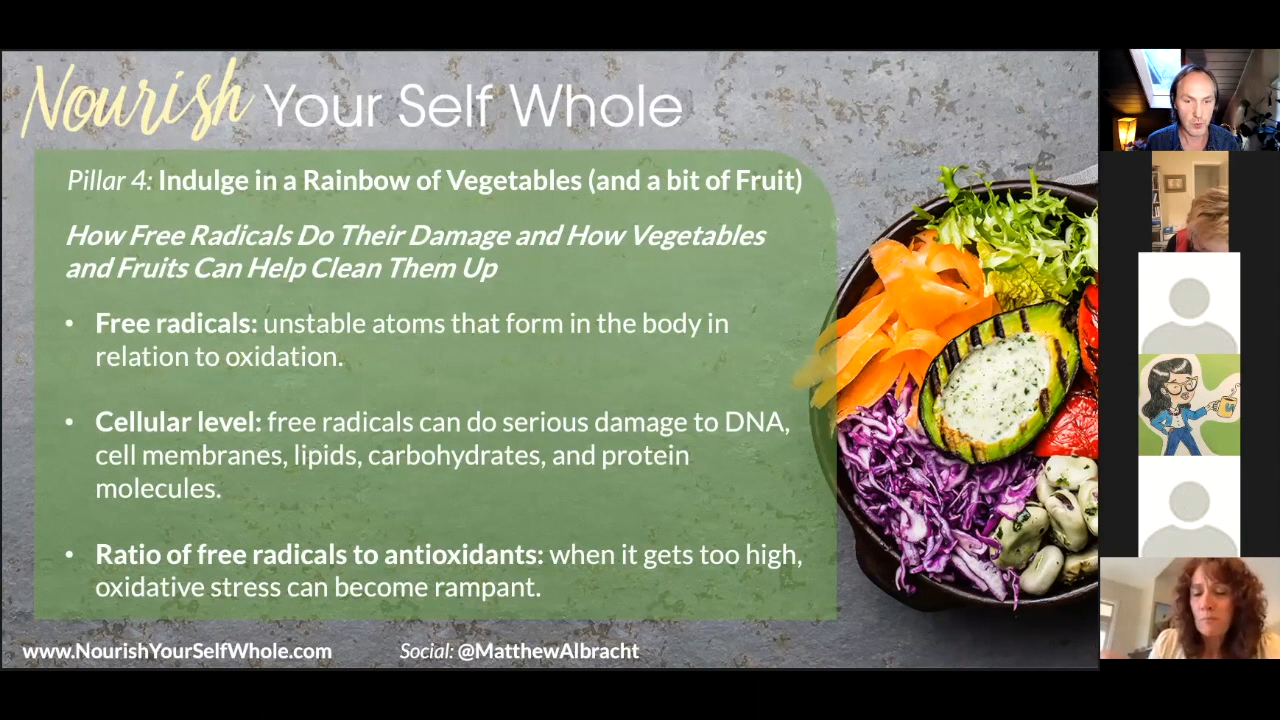 Nourish Your Self Whole
Pillar 4: Indulge in a Rainbow of Vegetables (and a bit of Fruit)
How Free Radicals Do Their Damage and How Vegetables
and Fruits Can Help Clean Them Up
• Free radicals: unstable atoms that form in the body in
relation to oxidation.
• Cellular level: free radicals can do serious damage to DNA,
cell membranes, lipids, carbohydrates, and protein
molecules.
• Ratio of free radicals to antioxidants: when it gets too high,
oxidative stress can become rampant.
www.NourishYourSelfWhole.com
Social: @MatthewAlbracht